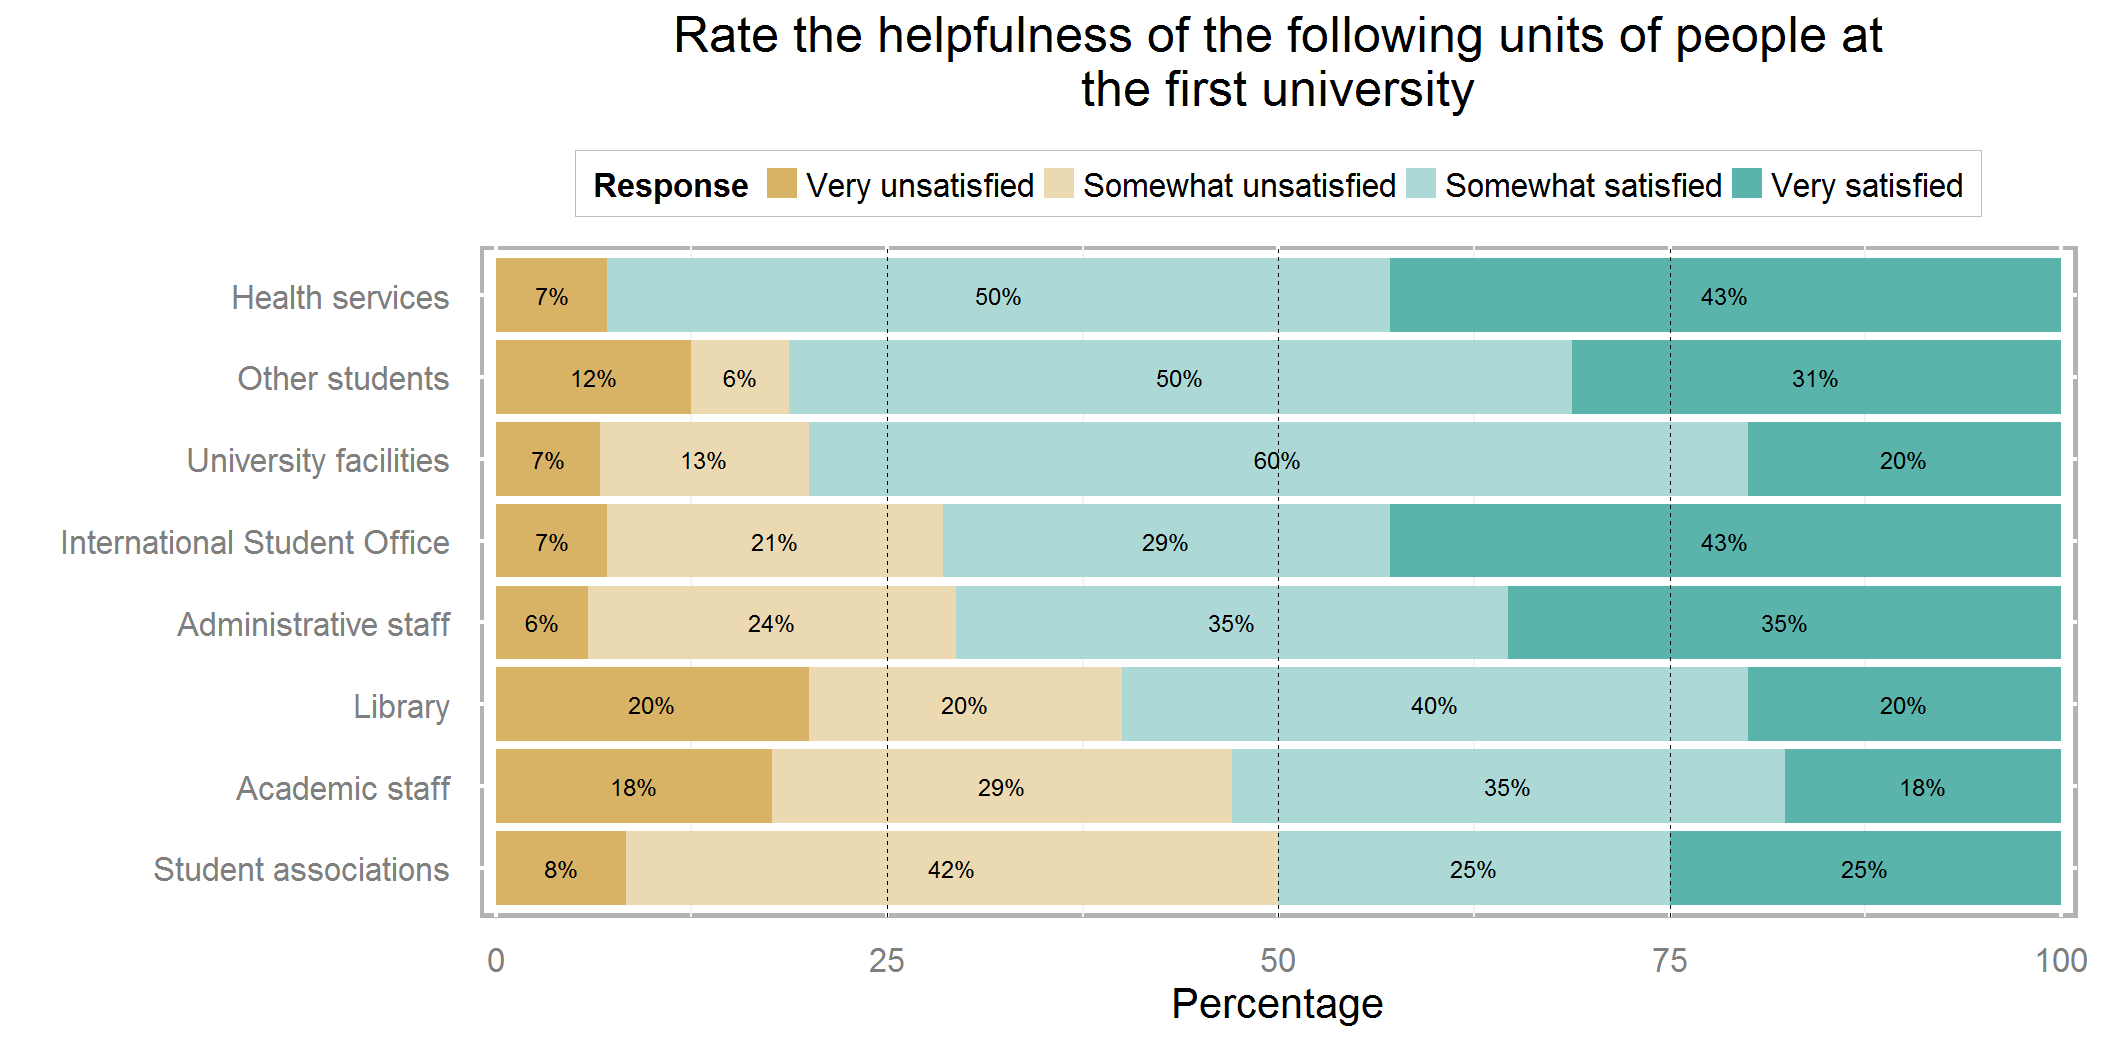 Rate the helpfulness of the following units of people at
the first university
Response Very unsatisfied Somewhat unsatisfied Somewhat satisfied Very satisfied
Health services 7% 50% 43%
Other students 12% 6% 50% 31%
University facilities 7% 13% 60% 20%
International Student Office 7% 21% 29% 43%
Administrative staff 6% 24% 35% 35%
Library 20% 20% 40% 20%
Academic staff 18% 29% 35% 18%
Student associations 8% 42% 25% 25%
0 25 50 75 100
Percentage